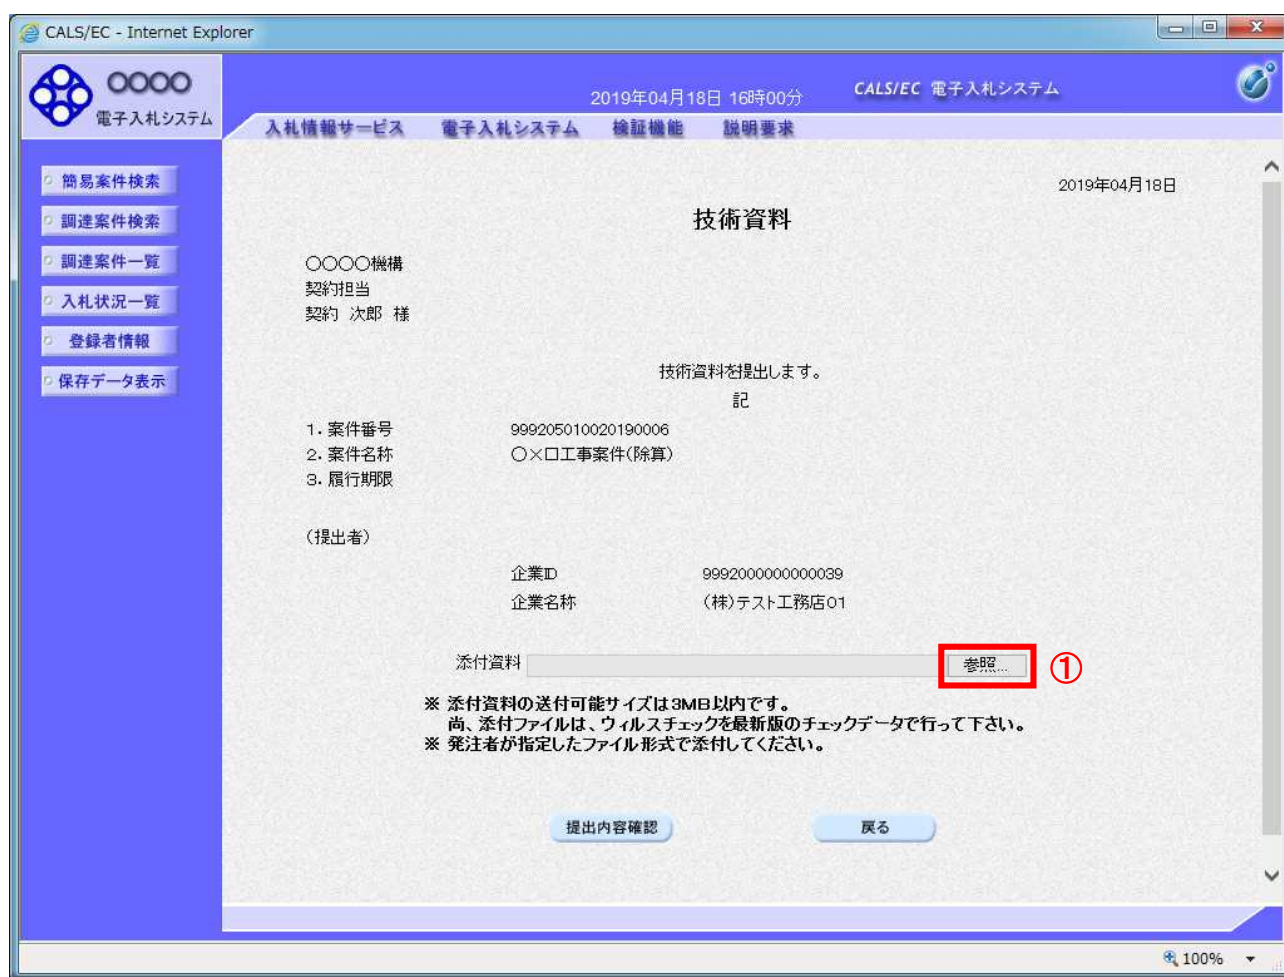 CALS/EC - Internet Explorer
〇〇〇〇
電子入札システム
2019年04月18日 16時00分
CALS/EC 電子入札システム
入札情報サービス 電子入札システム 検証機能 説明要求
簡易案件検索
調達案件検索
調達案件一覧
入札状況一覧
登録者情報
保存データ表示
2019年04月18日
技術資料
〇〇〇〇機構
契約担当
契約 次郎 様
技術資料を提出します。
記
1. 案件番号 999205010020190006
2. 案件名称 〇×口工事案件(除算)
3. 履行期限
(提出者)
企業ID 9992000000000039
企業名称 (株)テスト工務店01
添付資料 参照... ①
※ 添付資料の送付可能サイズは3MB以内です。
尚、添付ファイルは、ウィルスチェックを最新版のチェックデータで行って下さい。
※ 発注者が指定したファイル形式で添付してください。
提出内容確認 戻る
100%